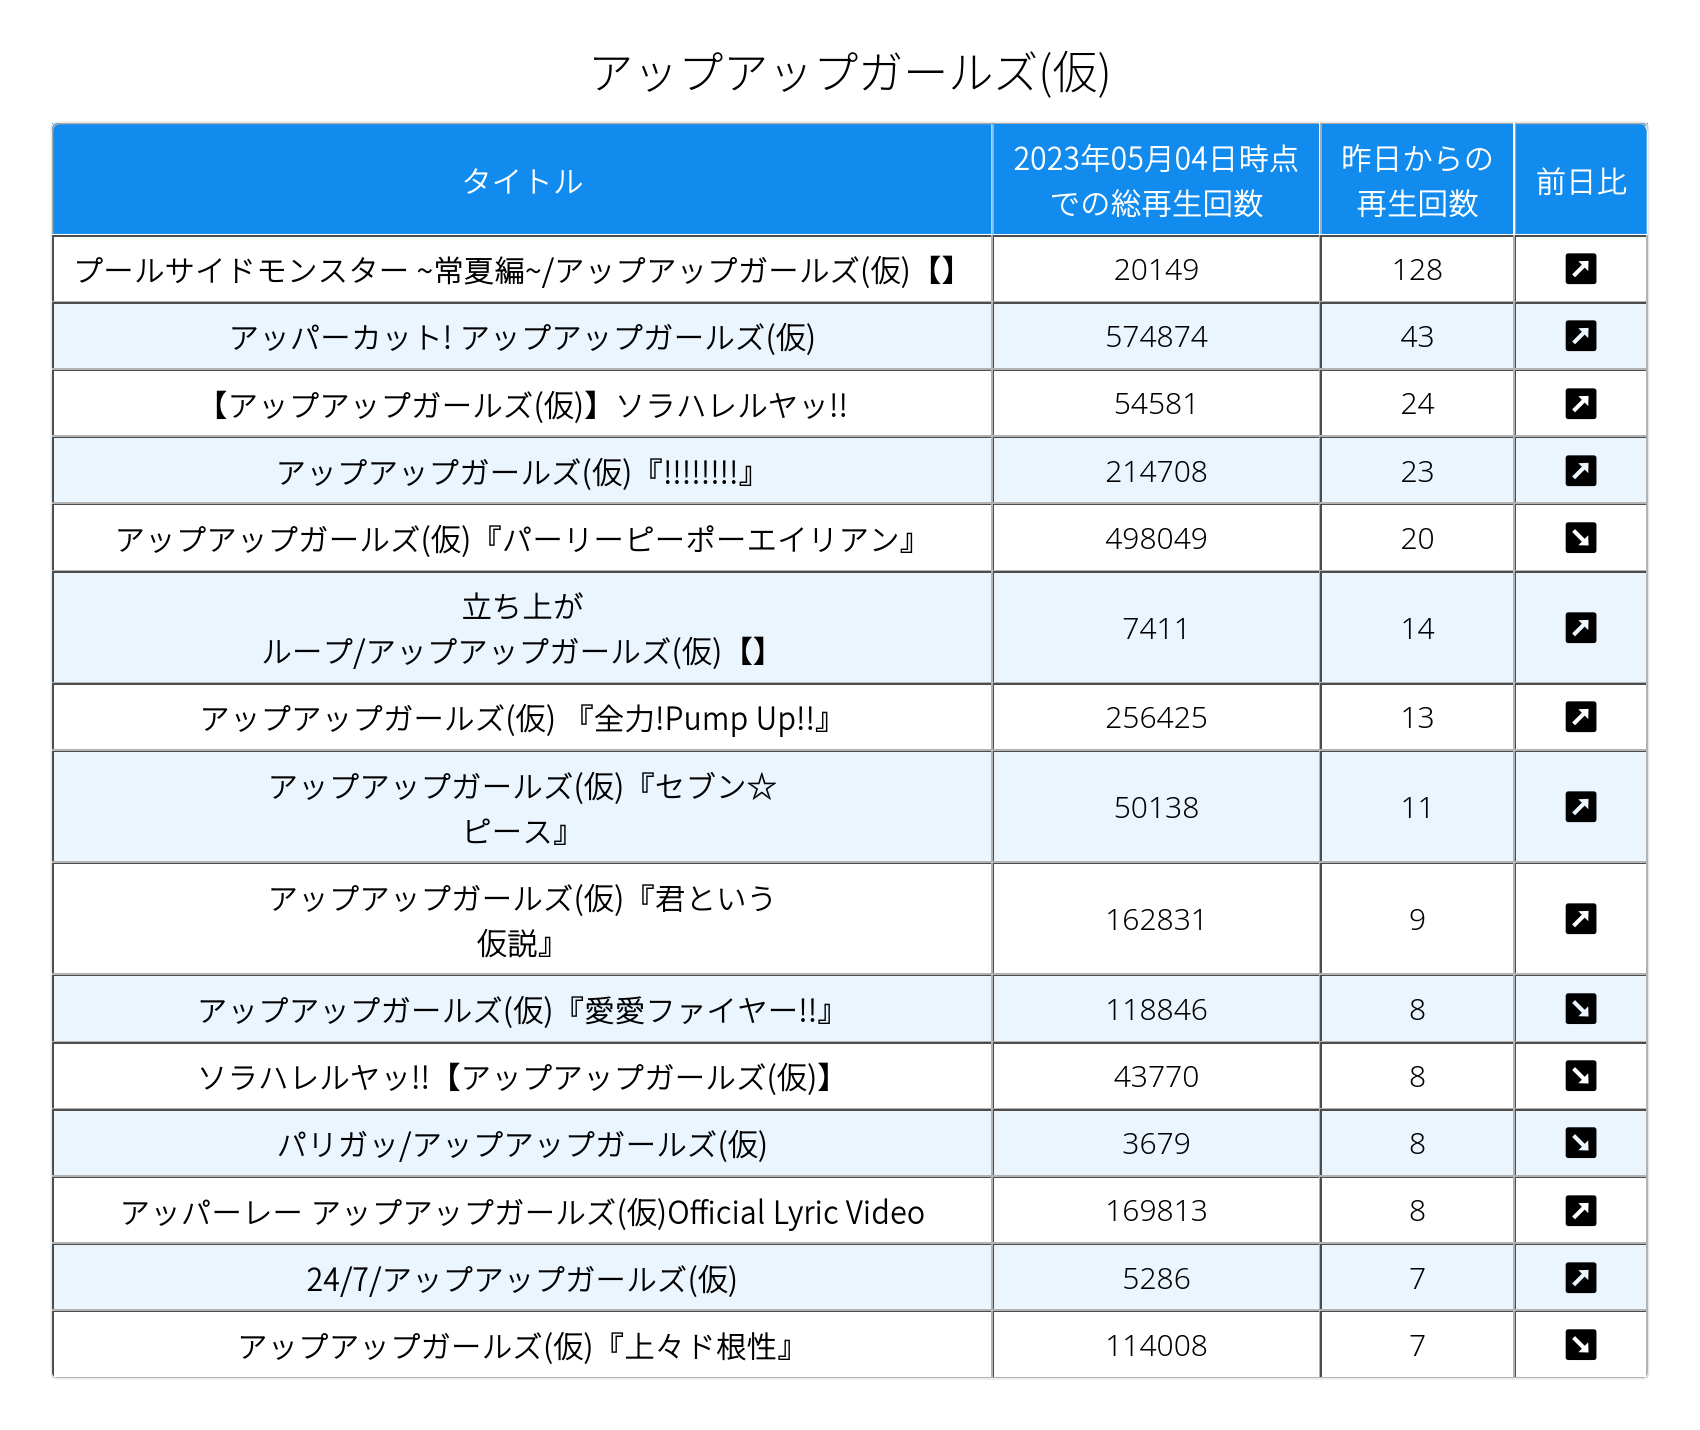 アップアップガールズ(仮)
タイトル
2023年05月04日時点
での総再生回数
昨日からの
再生回数
前日比
プールサイドモンスター ~常夏編~/アップアップガールズ(仮)【】
20149
128
アッパーカット! アップアップガールズ(仮)
574874
43
【アップアップガールズ(仮)】ソラハレルヤッ!!
54581
24
アップアップガールズ(仮)『!!!!!!!!』
214708
23
アップアップガールズ(仮)『パーリーピーポーエイリアン』
498049
20
立ち上が
ループ/アップアップガールズ(仮)【】
7411
14
アップアップガールズ(仮) 『全力!Pump Up!!』
256425
13
アップアップガールズ(仮)『セブン☆
ピース』
50138
11
アップアップガールズ(仮)『君という
仮説』
162831
9
アップアップガールズ(仮)『愛愛ファイヤー!!』
118846
8
ソラハレルヤッ!!【アップアップガールズ(仮)】
43770
8
パリガッ/アップアップガールズ(仮)
3679
8
アッパーレー アップアップガールズ(仮)Official Lyric Video
169813
8
24/7/アップアップガールズ(仮)
5286
7
アップアップガールズ(仮)『上々ド根性』
114008
7